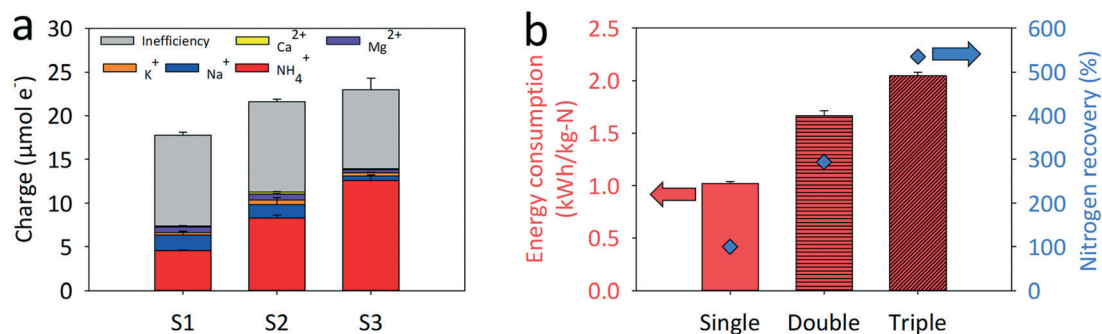 a
30
25
20
15
10
5
0
Charge (µmol e⁻)
Inefficiency
Ca²⁺
Mg²⁺
K⁺
Na⁺
NH₄⁺
S1
S2
S3
b
2.5
2.0
1.5
1.0
0.5
0.0
Energy consumption
(kWh/kg-N)
600
500
400
300
200
100
0
Nitrogen recovery (%)
Single
Double
Triple